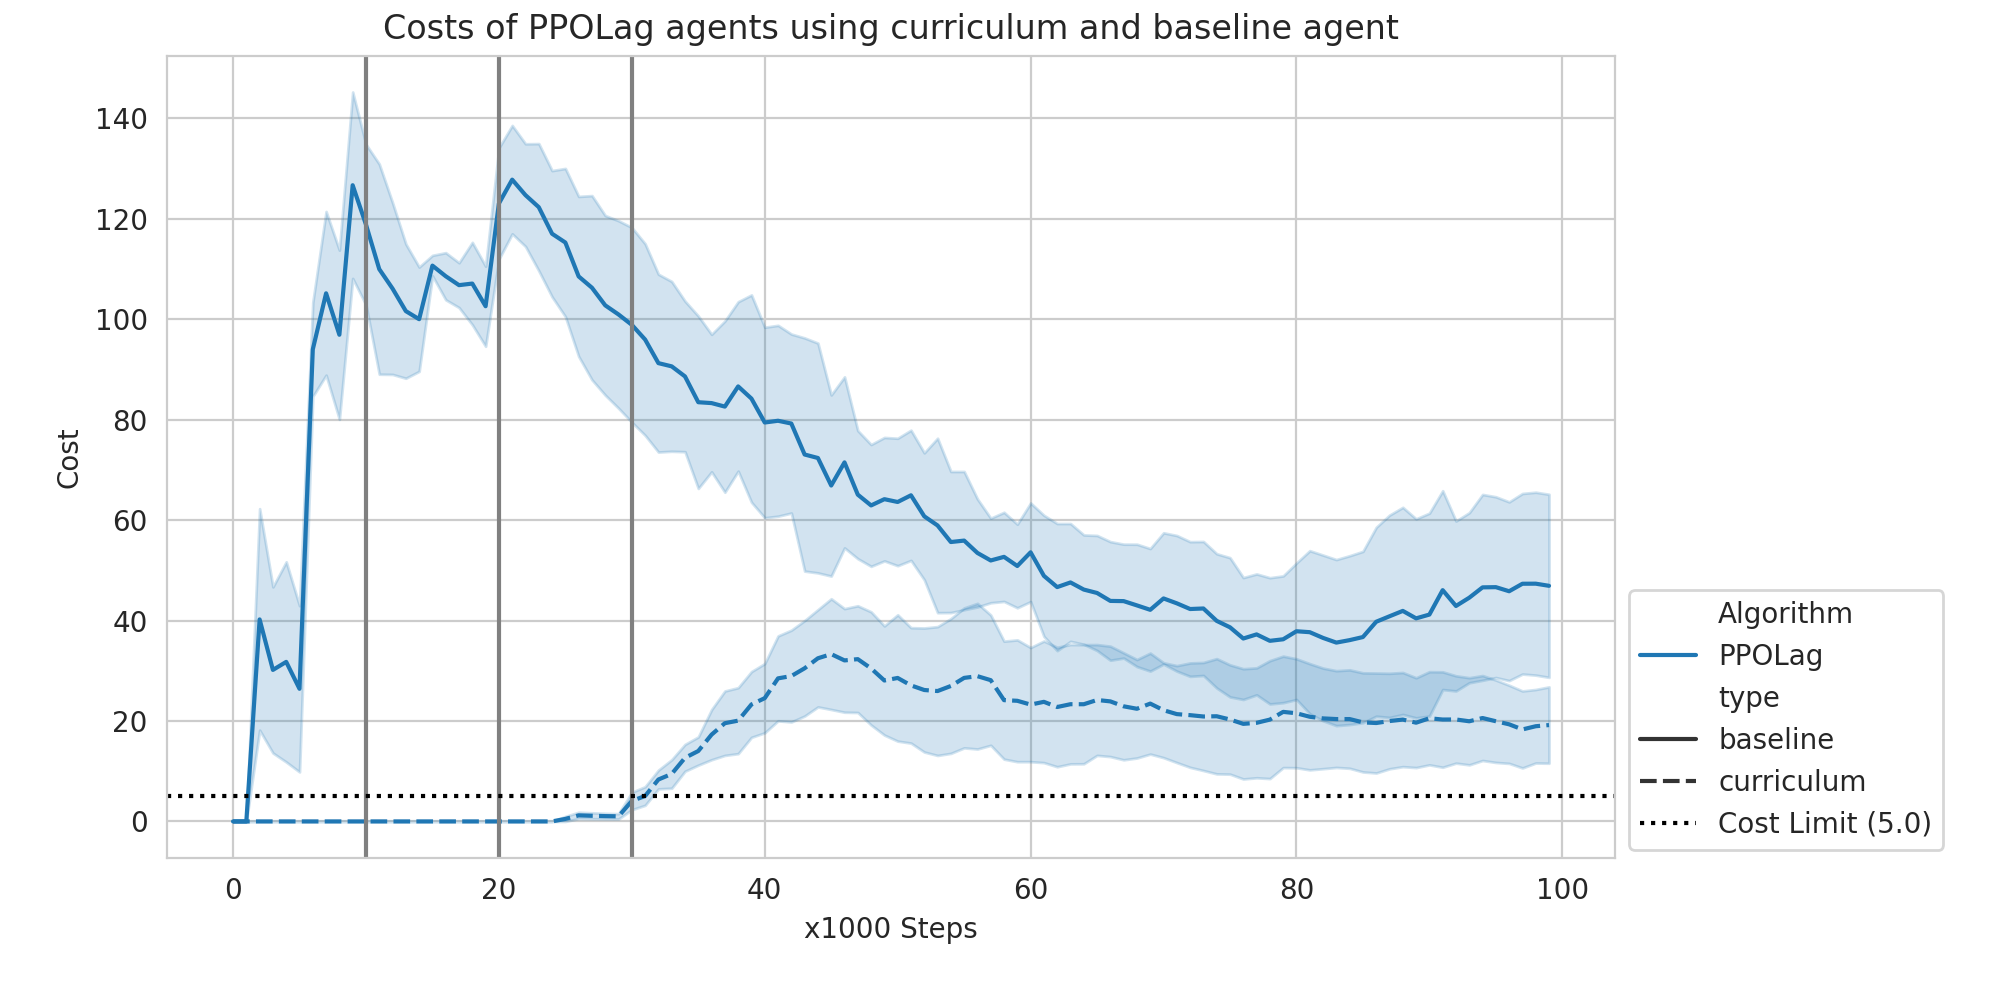 Costs of PPOLag agents using curriculum and baseline agent
140
120
100
80
60
40
20
0
Cost
0 20 40 60 80 100
x1000 Steps
Algorithm
PPOLag
type
baseline
curriculum
Cost Limit (5.0)